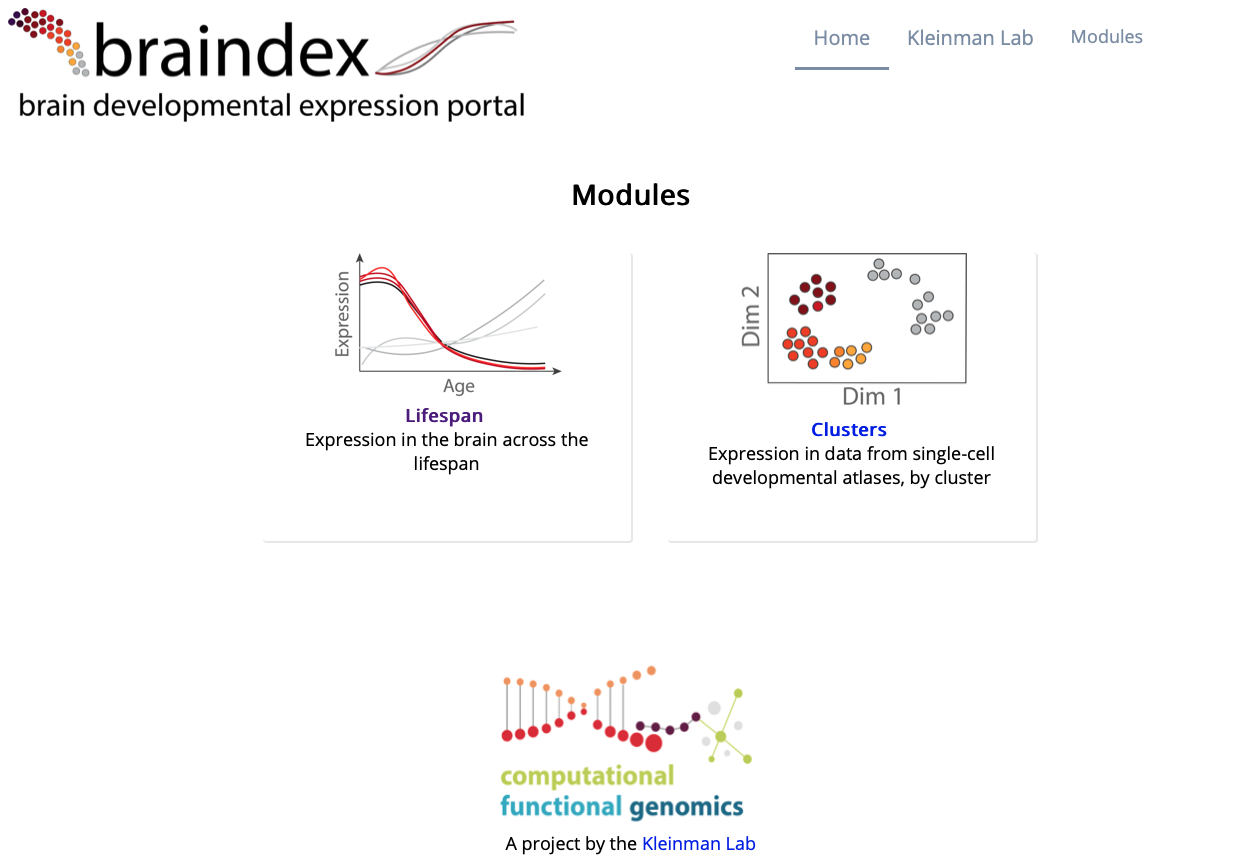 braindex
brain developmental expression portal
Home
Kleinman Lab
Modules
Modules
Expression
Age
Lifespan
Expression in the brain across the
lifespan
Dim 2
Dim 1
Clusters
Expression in data from single-cell
developmental atlases, by cluster
computational
functional genomics
A project by the Kleinman Lab